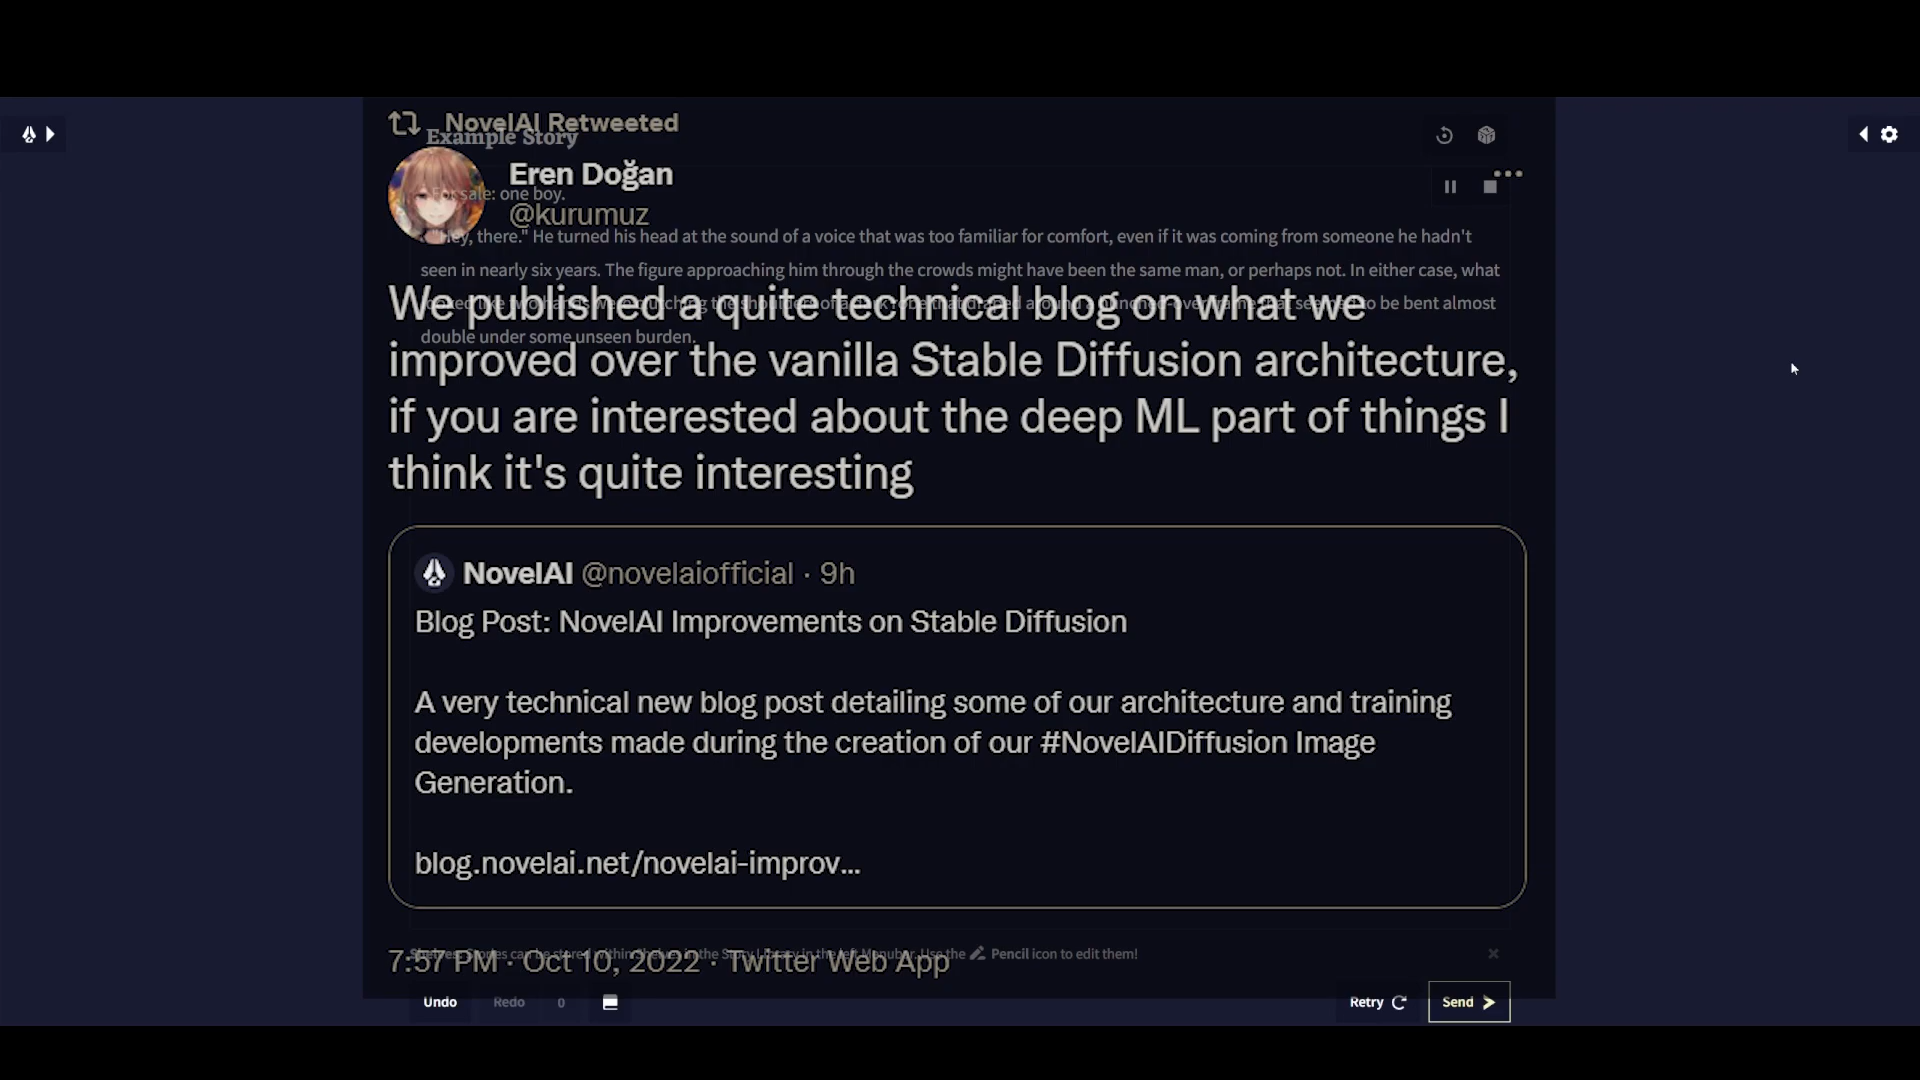 NovelAI Retweeted
Example Story
Eren Doğan
@kurumuz
For sale: one boy.
"Hey, there." He turned his head at the sound of a voice that was too familiar for comfort, even if it was coming from someone he hadn't
seen in nearly six years. The figure approaching him through the crowds might have been the same man, or perhaps not. In either case, what
be bent almost
double under some unseen burden.
We published a quite technical blog on what we
improved over the vanilla Stable Diffusion architecture,
if you are interested about the deep ML part of things I
think it's quite interesting
NovelAI @novelaiofficial · 9h
Blog Post: NovelAI Improvements on Stable Diffusion
A very technical new blog post detailing some of our architecture and training
developments made during the creation of our #NovelAIDiffusion Image
Generation.
blog.novelai.net/novelai-improv...
7:57 PM · Oct 10, 2022 · Twitter Web App
Pencil icon to edit them!
Undo Redo 0 Retry Send